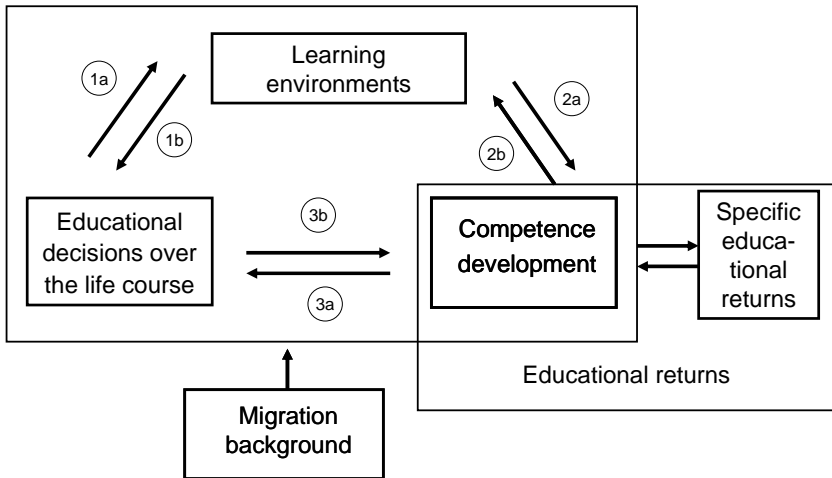 Learning
environments
1a
1b
2a
2b
Educational
decisions over
the life course
3b
3a
Competence
development
Specific
educa-
tional
returns
Educational returns
Migration
background